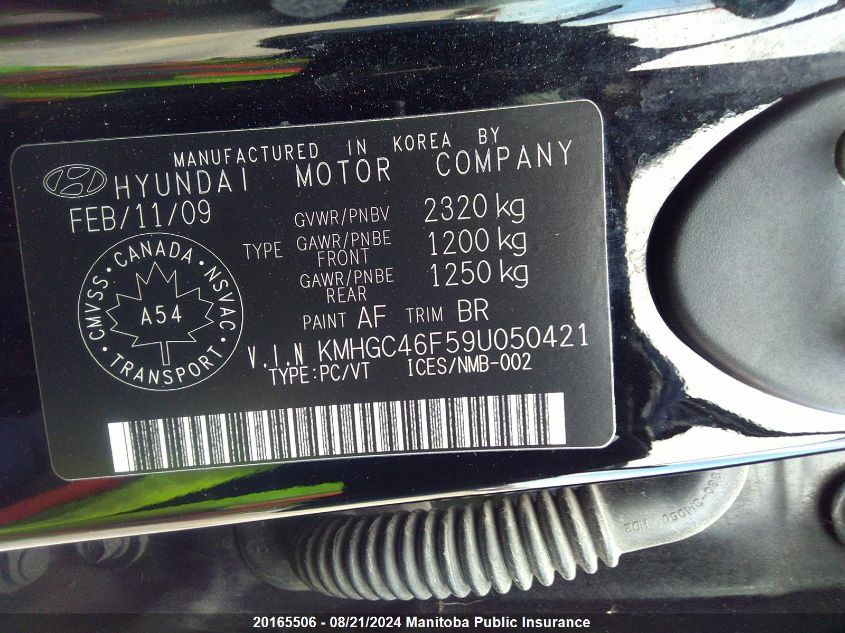 MANUFACTURED IN KOREA BY
HYUNDAI MOTOR COMPANY
FEB/11/09
GVWR/PNBV 2320 kg
TYPE
GAWR/PNBE FRONT 1200 kg
GAWR/PNBE REAR 1250 kg
PAINT AF TRIM BR
V.I.N KMHGC46F59U050421
TYPE:PC/VT ICES/NMB-002
CMVSS · CANADA · NSVAC · TRANSPORT
A54
20165506 - 08/21/2024 Manitoba Public Insurance